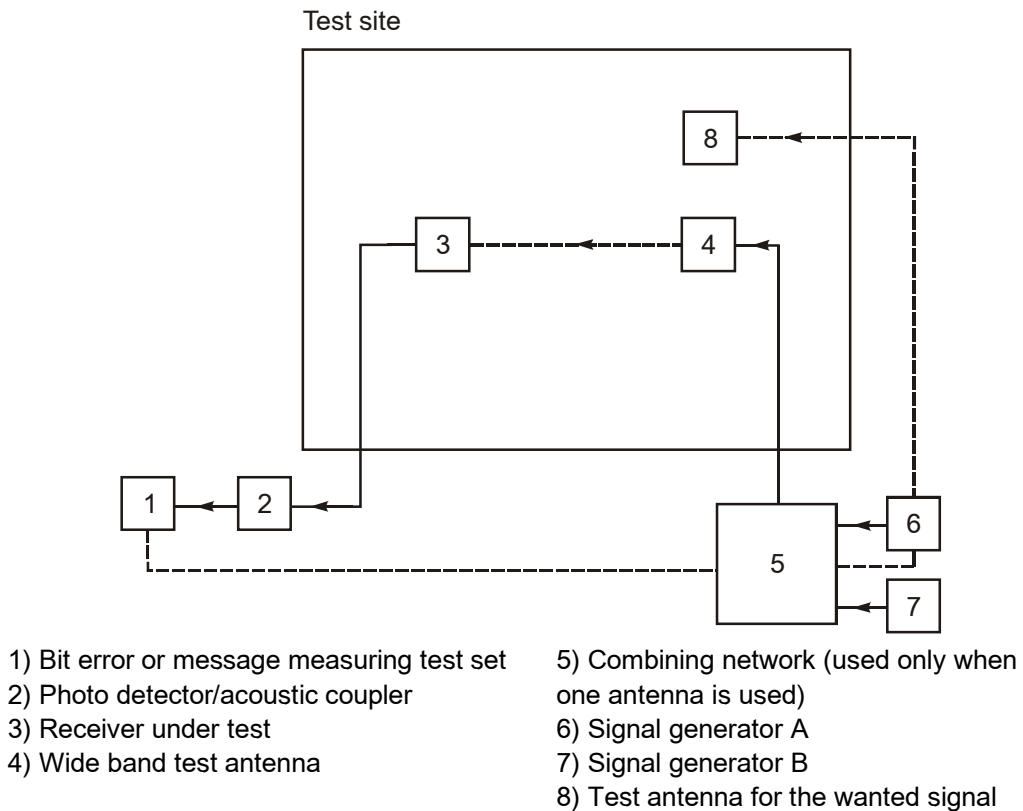 Test site
8
3
4
1
2
6
5
7
1) Bit error or message measuring test set
2) Photo detector/acoustic coupler
3) Receiver under test
4) Wide band test antenna
5) Combining network (used only when
one antenna is used)
6) Signal generator A
7) Signal generator B
8) Test antenna for the wanted signal